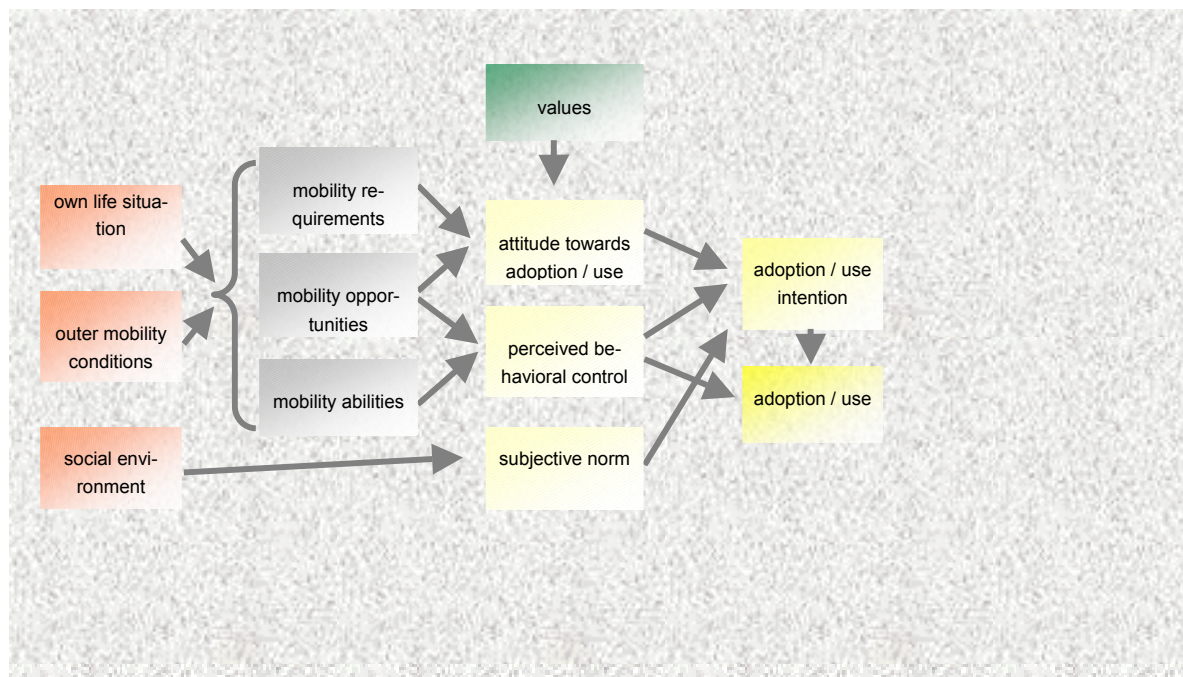 values
own life situa-
tion
mobility re-
quirements
attitude towards
adoption / use
adoption / use
intention
mobility oppor-
tunities
outer mobility
conditions
perceived be-
havioral control
mobility abilities
adoption / use
social envi-
ronment
subjective norm